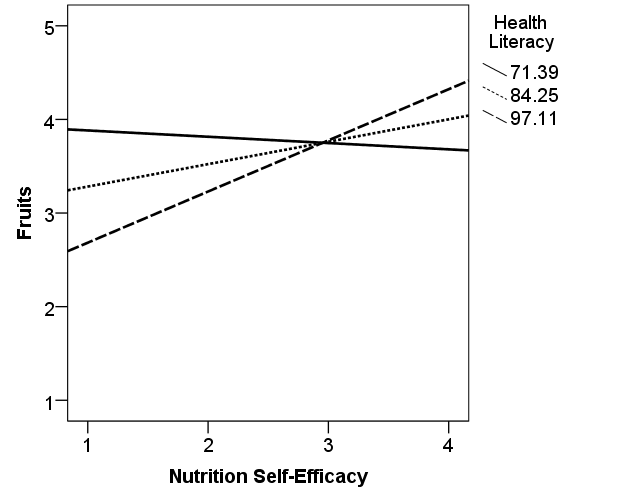 Health
Literacy
71.39
84.25
97.11
5
4
3
2
1
Fruits
1 2 3 4
Nutrition Self-Efficacy